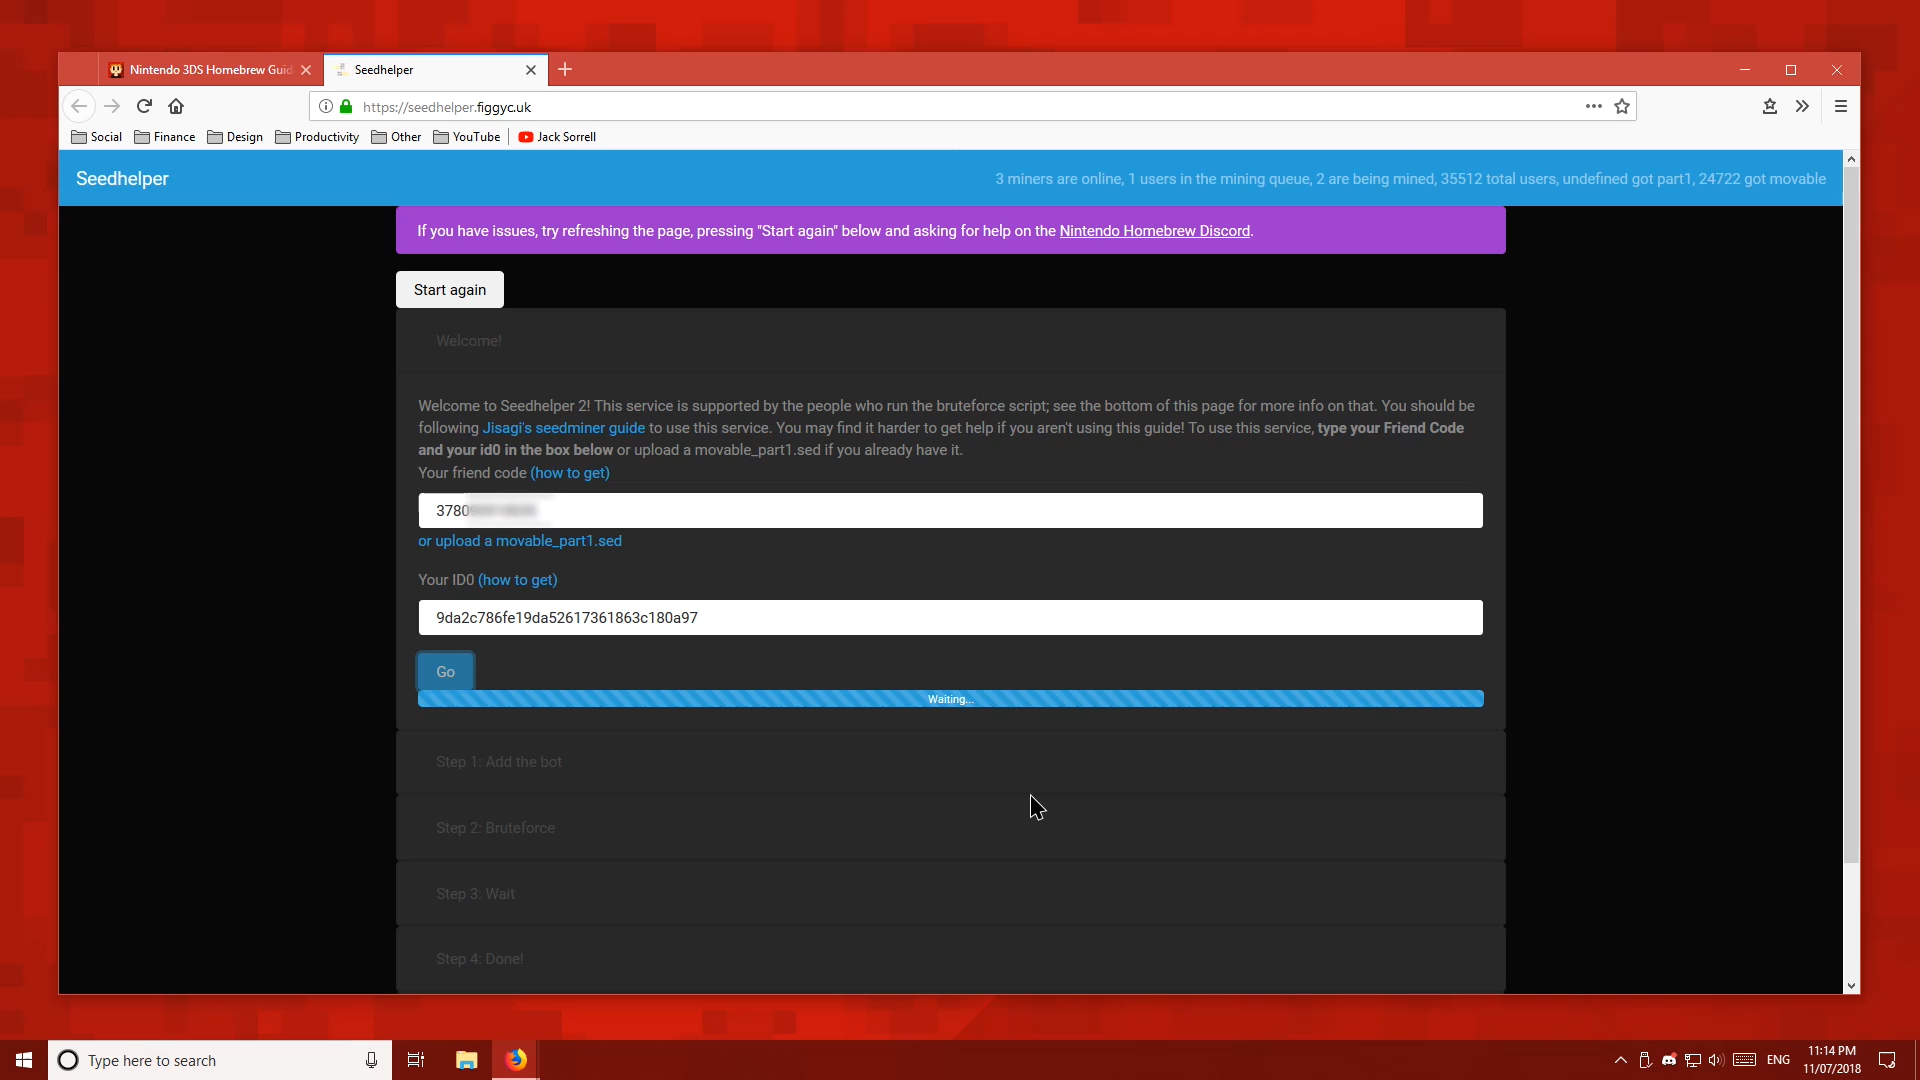 Nintendo 3DS Homebrew Guid
Seedhelper
https://seedhelper.figgyc.uk
Social
Finance
Design
Productivity
Other
YouTube
Jack Sorrell
Seedhelper
3 miners are online, 1 users in the mining queue, 2 are being mined, 35512 total users, undefined got part1, 24722 got movable
If you have issues, try refreshing the page, pressing "Start again" below and asking for help on the Nintendo Homebrew Discord.
Start again
Welcome!
Welcome to Seedhelper 2! This service is supported by the people who run the bruteforce script; see the bottom of this page for more info on that. You should be
following Jisagi's seedminer guide to use this service. You may find it harder to get help if you aren't using this guide! To use this service, type your Friend Code
and your id0 in the box below or upload a movable_part1.sed if you already have it.
Your friend code (how to get)
3780
or upload a movable_part1.sed
Your ID0 (how to get)
9da2c786fe19da52617361863c180a97
Go
Waiting...
Step 1: Add the bot
Step 2: Bruteforce
Step 3: Wait
Step 4: Done!
Type here to search
ENG
11:14 PM
11/07/2018